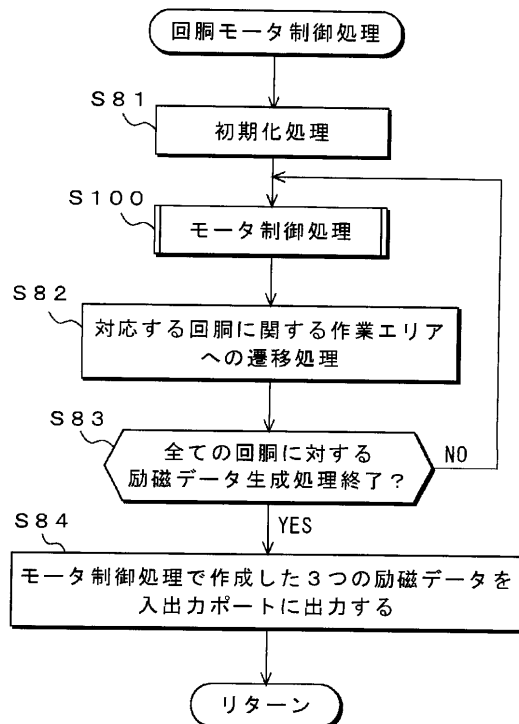 回胴モータ制御処理
S81
初期化処理
S100
モータ制御処理
S82
対応する回胴に関する作業エリア
への遷移処理
S83
全ての回胴に対する
励磁データ生成処理終了?
NO
YES
S84
モータ制御処理で作成した3つの励磁データを
入出力ポートに出力する
リターン